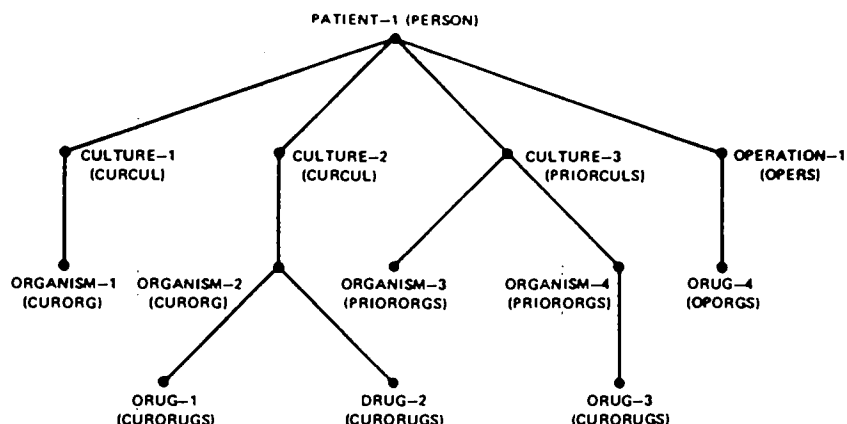 PATIENT-1 (PERSON)
CULTURE-1
(CURCUL)
CULTURE-2
(CURCUL)
CULTURE-3
(PRIORCULS)
OPERATION-1
(OPERS)
ORGANISM-1
(CURORG)
ORGANISM-2
(CURORG)
ORGANISM-3
(PRIORORGS)
ORGANISM-4
(PRIORORGS)
ORUG-4
(OPORGS)
ORUG-1
(CURORUGS)
DRUG-2
(CURORUGS)
ORUG-3
(CURORUGS)